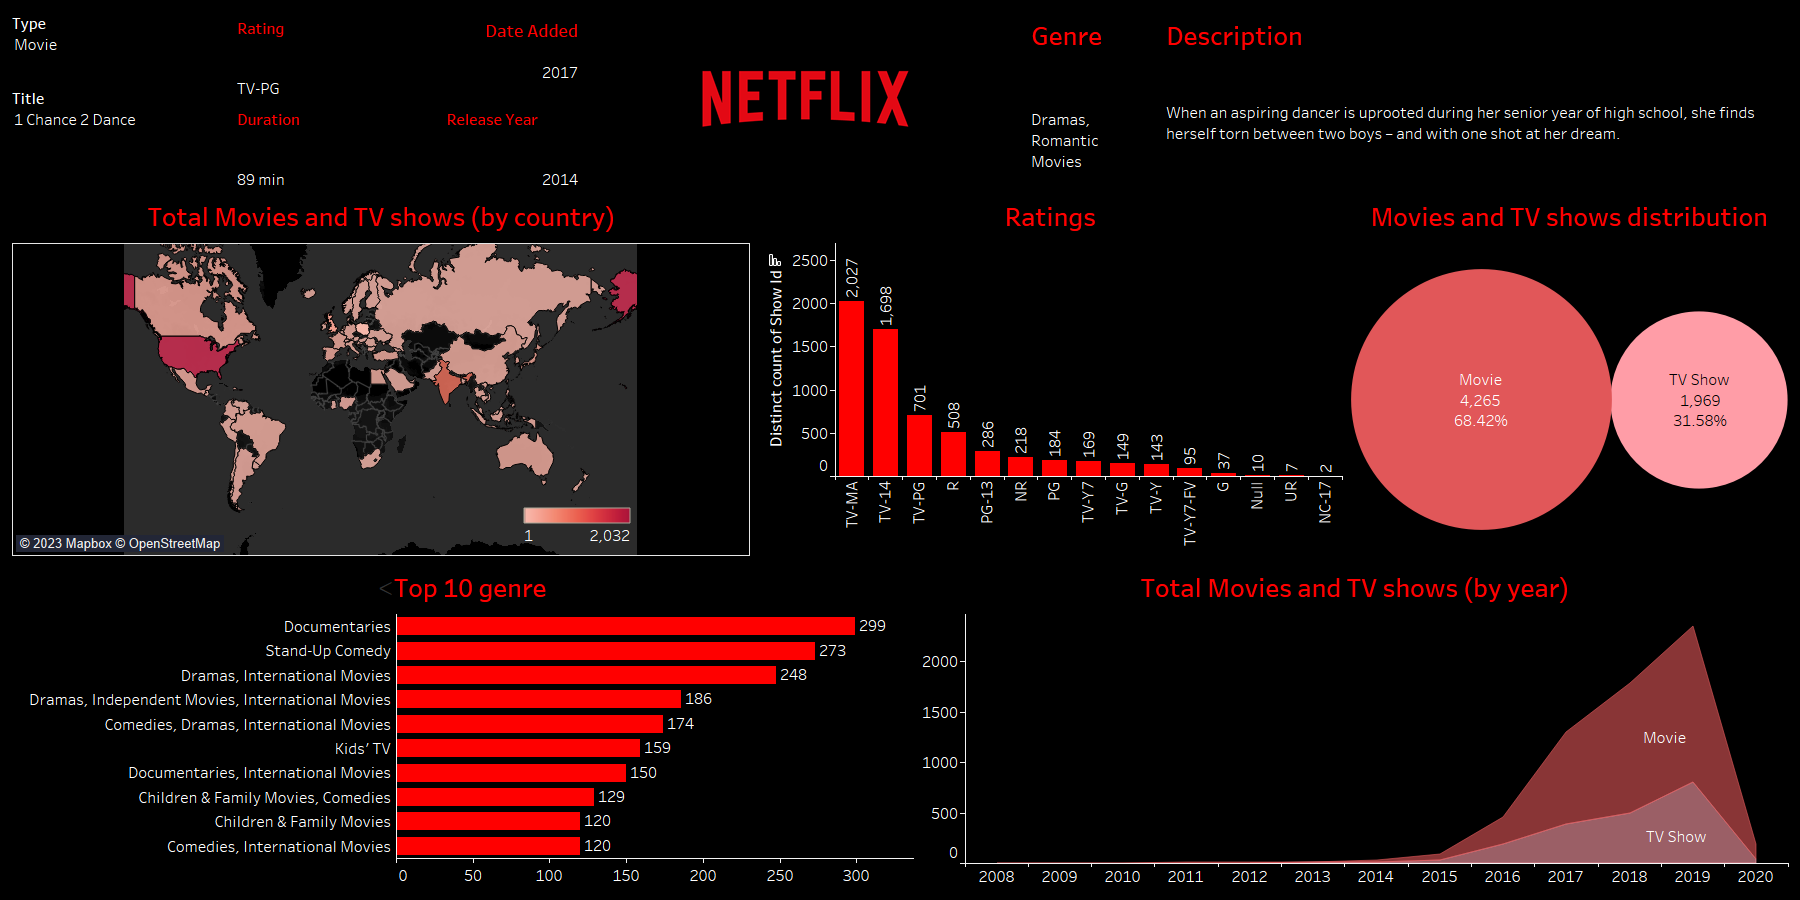 Type
Movie
Title
1 Chance 2 Dance
Rating
TV-PG
Duration
89 min
Date Added
2017
Release Year
2014
NETFLIX
Genre
Dramas,
Romantic
Movies
Description
When an aspiring dancer is uprooted during her senior year of high school, she finds
herself torn between two boys – and with one shot at her dream.
Total Movies and TV shows (by country)
© 2023 Mapbox © OpenStreetMap
1
2,032
Ratings
Distinct count of Show Id
2500
2000
1500
1000
500
0
2,027
1,698
701
508
286
218
184
169
149
143
95
37
10
7
2
TV-MA
TV-14
TV-PG
R
PG-13
NR
PG
TV-Y7
TV-G
TV-Y
TV-Y7-FV
G
Null
UR
NC-17
Movies and TV shows distribution
Movie
4,265
68.42%
TV Show
1,969
31.58%
<Top 10 genre
Documentaries 299
Stand-Up Comedy 273
Dramas, International Movies 248
Dramas, Independent Movies, International Movies 186
Comedies, Dramas, International Movies 174
Kids' TV 159
Documentaries, International Movies 150
Children & Family Movies, Comedies 129
Children & Family Movies 120
Comedies, International Movies 120
0 50 100 150 200 250 300
Total Movies and TV shows (by year)
2000
1500
1000
500
0
Movie
TV Show
2008 2009 2010 2011 2012 2013 2014 2015 2016 2017 2018 2019 2020